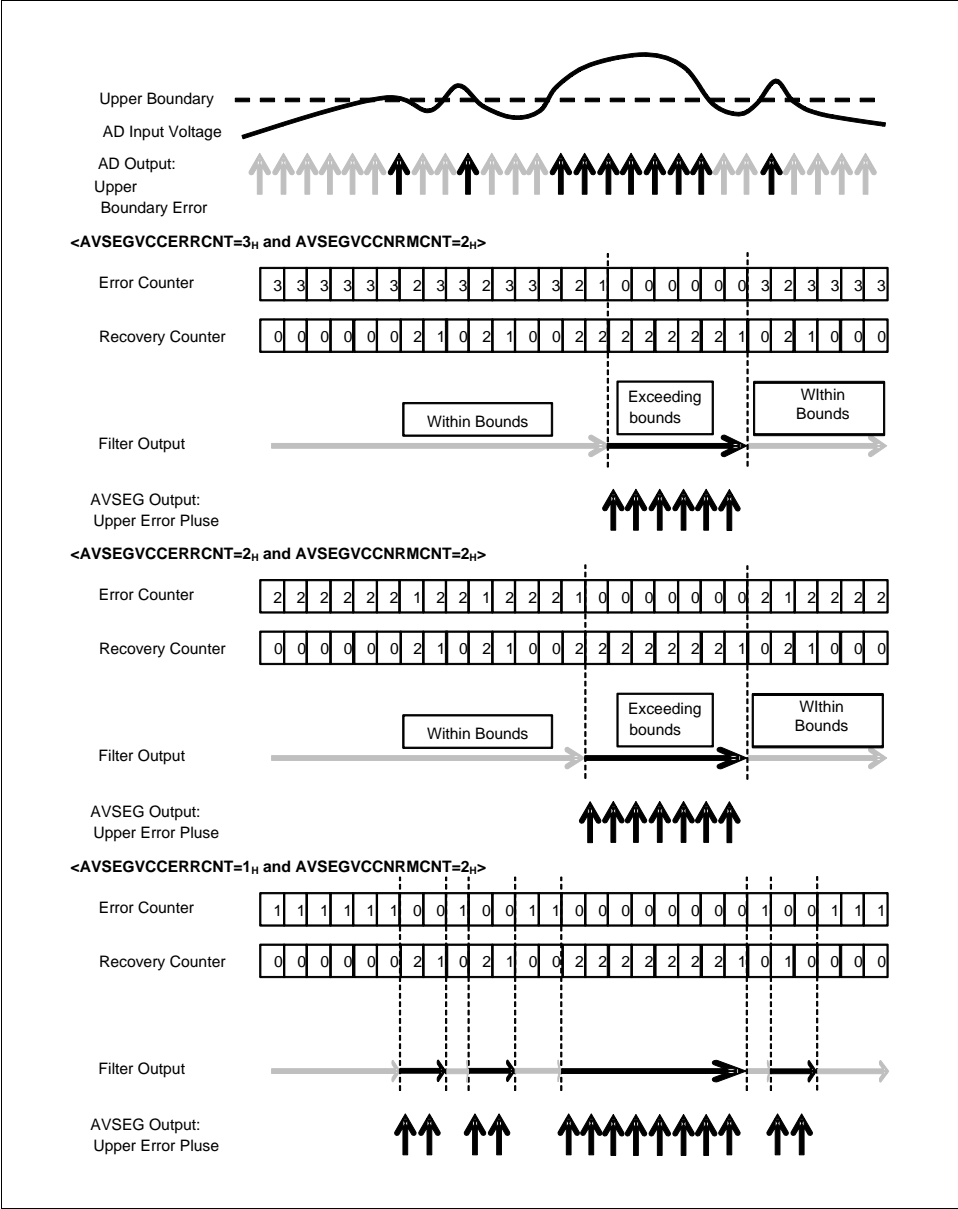 Upper Boundary
AD Input Voltage
AD Output:
Upper
Boundary Error
<AVSEGVCCERRCNT=3H and AVSEGVCCNRMCNT=2H>
Error Counter 3 3 3 3 3 3 2 3 3 2 3 3 3 2 1 0 0 0 0 0 0 3 2 3 3 3 3
Recovery Counter 0 0 0 0 0 0 2 1 0 2 1 0 0 2 2 2 2 2 2 2 1 0 2 1 0 0 0
Within Bounds
Exceeding
bounds
WIthin
Bounds
Filter Output
AVSEG Output:
Upper Error Pluse
<AVSEGVCCERRCNT=2H and AVSEGVCCNRMCNT=2H>
Error Counter 2 2 2 2 2 2 1 2 2 1 2 2 2 1 0 0 0 0 0 0 0 2 1 2 2 2 2
Recovery Counter 0 0 0 0 0 0 2 1 0 2 1 0 0 2 2 2 2 2 2 2 1 0 2 1 0 0 0
Within Bounds
Exceeding
bounds
WIthin
Bounds
Filter Output
AVSEG Output:
Upper Error Pluse
<AVSEGVCCERRCNT=1H and AVSEGVCCNRMCNT=2H>
Error Counter 1 1 1 1 1 1 0 0 1 0 0 1 1 0 0 0 0 0 0 0 0 1 0 0 1 1 1
Recovery Counter 0 0 0 0 0 0 2 1 0 2 1 0 0 2 2 2 2 2 2 2 1 0 1 0 0 0 0
Filter Output
AVSEG Output:
Upper Error Pluse